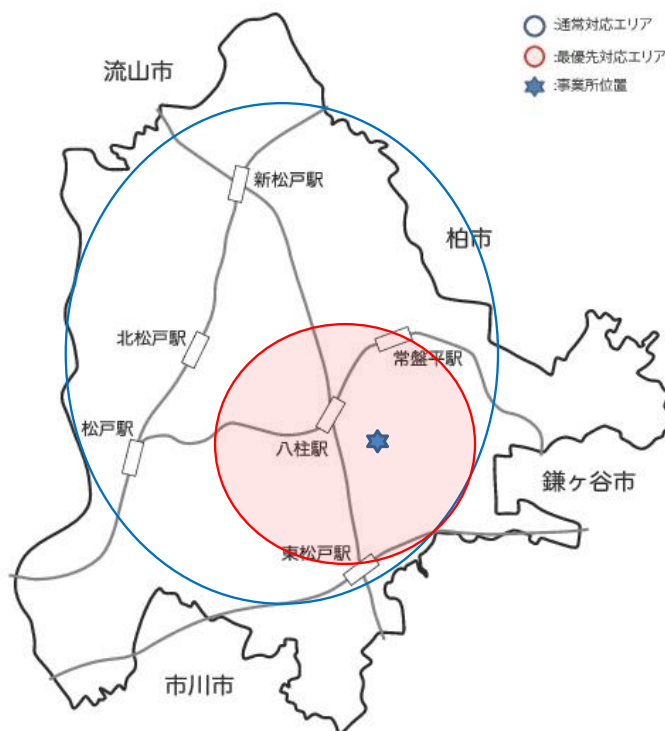 :通常対応エリア
:最優先対応エリア
:事業所位置
流山市
新松戸駅
柏市
北松戸駅
常盤平駅
松戸駅
八柱駅
鎌ヶ谷市
東松戸駅
市川市